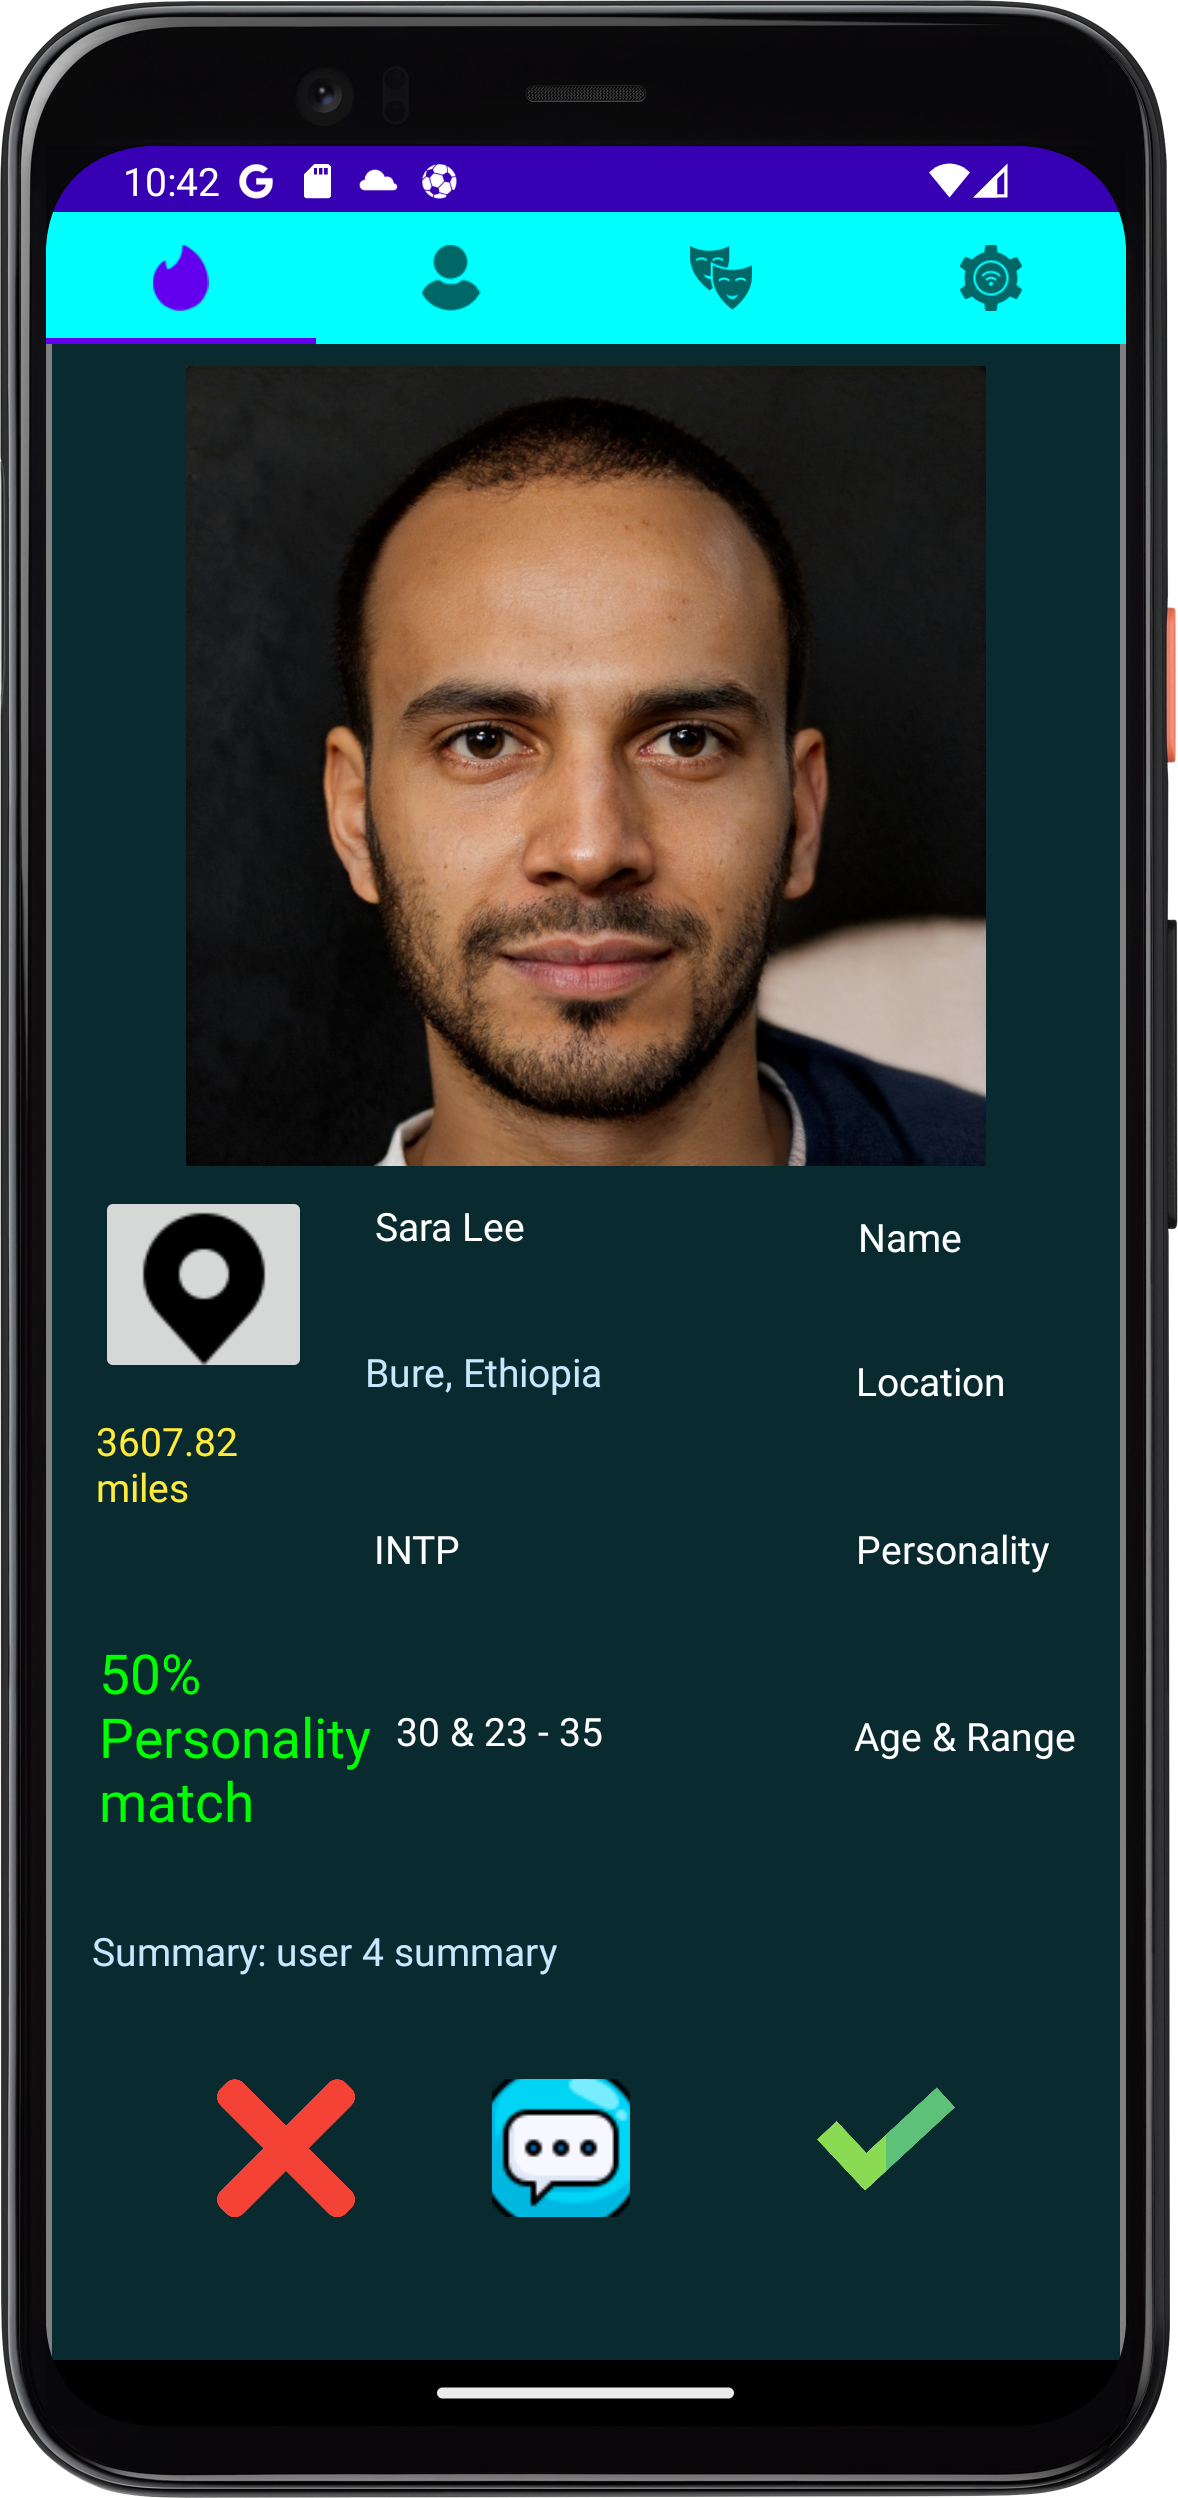 10:42
Sara Lee
Name
Bure, Ethiopia
Location
3607.82
miles
INTP
Personality
50%
Personality
match
30 & 23 - 35
Age & Range
Summary: user 4 summary